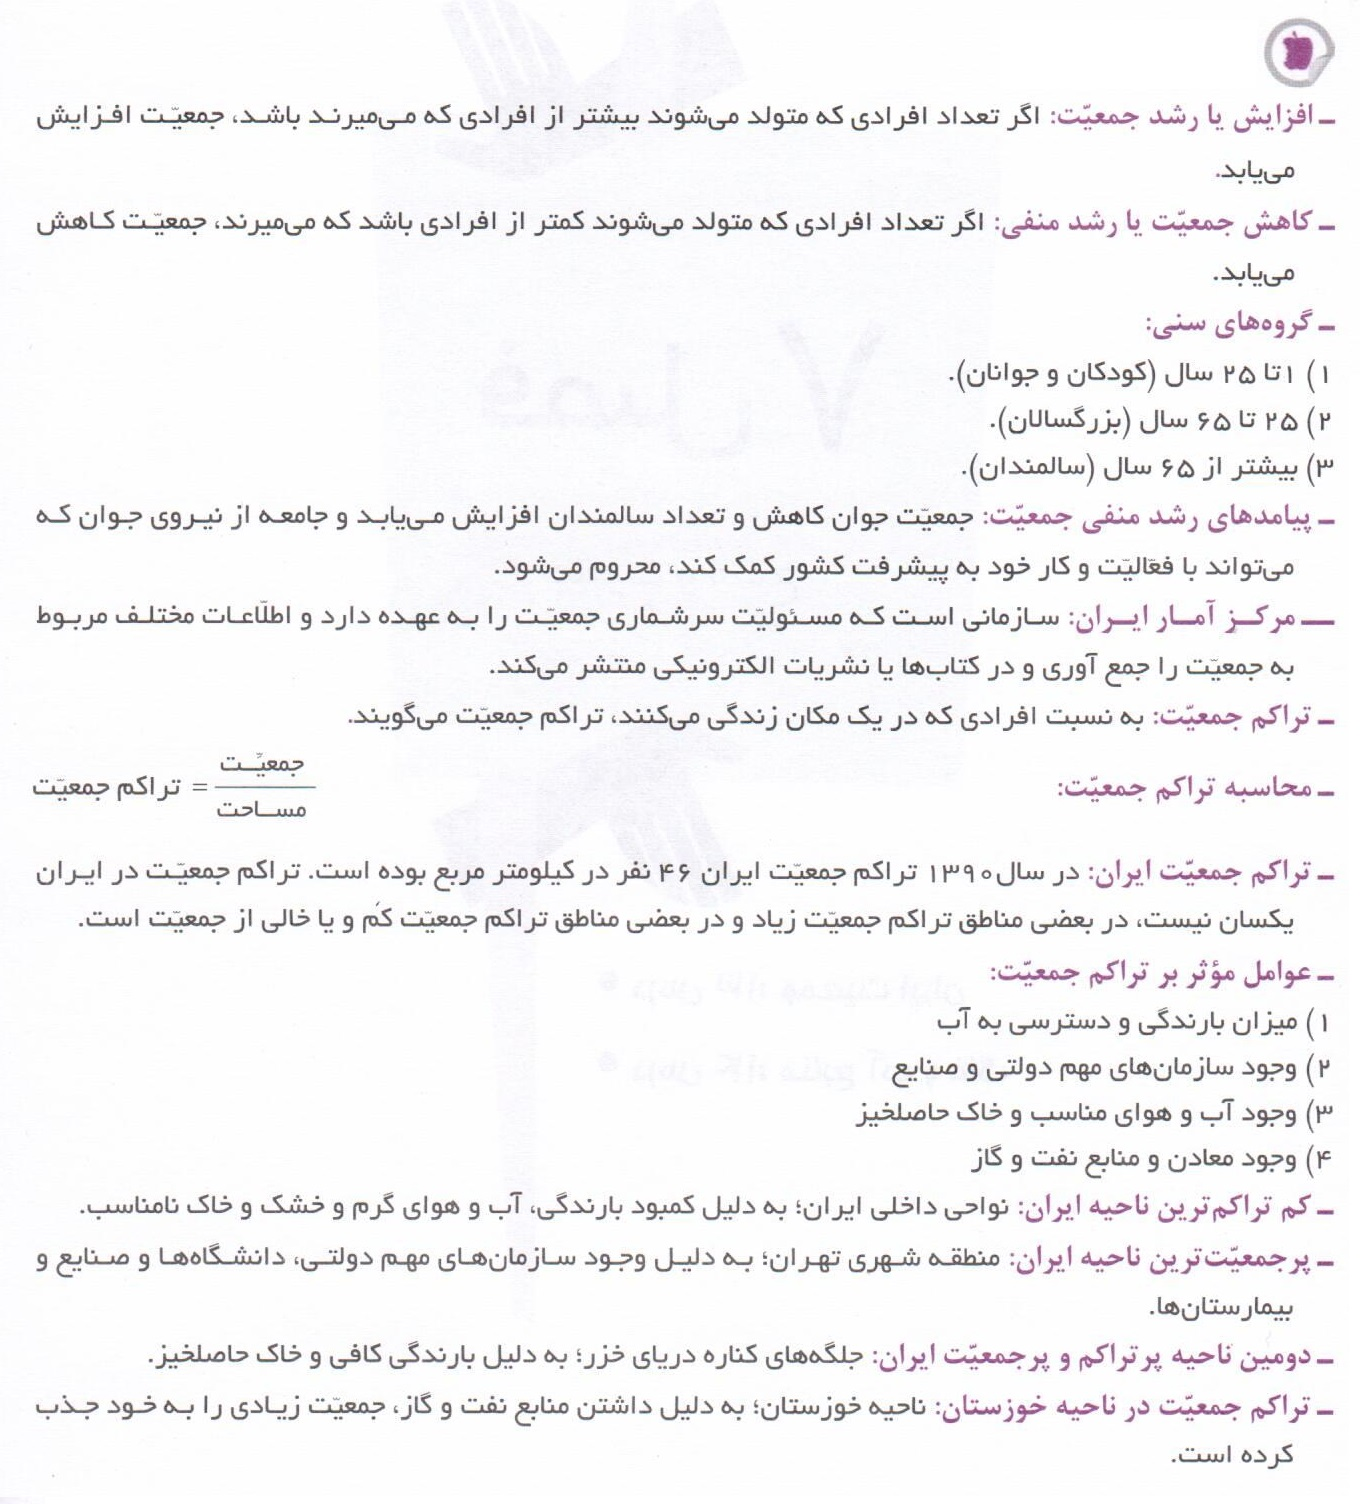 ـ افزایش یا رشد جمعیّت: اگر تعداد افرادی که متولد می‌شوند بیشتر از افرادی که می‌میرند باشد، جمعیّت افزایش
می‌یابد.
ـ کاهش جمعیّت یا رشد منفی: اگر تعداد افرادی که متولد می‌شوند کمتر از افرادی باشد که می‌میرند، جمعیّت کاهش
می‌یابد.
ـ گروه‌های سنی:
۱) ۱تا ۲۵ سال (کودکان و جوانان).
۲) ۲۵ تا ۶۵ سال (بزرگسالان).
۳) بیشتر از ۶۵ سال (سالمندان).
ـ پیامدهای رشد منفی جمعیّت: جمعیّت جوان کاهش و تعداد سالمندان افزایش می‌یابد و جامعه از نیروی جوان که
می‌تواند با فعّالیّت و کار خود به پیشرفت کشور کمک کند، محروم می‌شود.
ـ مرکز آمار ایران: سازمانی است که مسئولیّت سرشماری جمعیّت را به عهده دارد و اطلّاعات مختلف مربوط
به جمعیّت را جمع آوری و در کتاب‌ها یا نشریات الکترونیکی منتشر می‌کند.
ـ تراکم جمعیّت: به نسبت افرادی که در یک مکان زندگی می‌کنند، تراکم جمعیّت می‌گویند.
ـ محاسبه تراکم جمعیّت:
جمعیّت
تراکم جمعیّت =
مساحت
ـ تراکم جمعیّت ایران: در سال۱۳۹۰ تراکم جمعیّت ایران ۴۶ نفر در کیلومتر مربع بوده است. تراکم جمعیّت در ایران
یکسان نیست، در بعضی مناطق تراکم جمعیّت زیاد و در بعضی مناطق تراکم جمعیّت کَم و یا خالی از جمعیّت است.
ـ عوامل مؤثر بر تراکم جمعیّت:
۱) میزان بارندگی و دسترسی به آب
۲) وجود سازمان‌های مهم دولتی و صنایع
۳) وجود آب و هوای مناسب و خاک حاصلخیز
۴) وجود معادن و منابع نفت و گاز
ـ کم تراکم‌ترین ناحیه ایران: نواحی داخلی ایران؛ به دلیل کمبود بارندگی، آب و هوای گرم و خشک و خاک نامناسب.
ـ پرجمعیّت‌ترین ناحیه ایران: منطقه شهری تهران؛ به دلیل وجود سازمان‌های مهم دولتی، دانشگاه‌ها و صنایع و
بیمارستان‌ها.
ـ دومین ناحیه پرتراکم و پرجمعیّت ایران: جلگه‌های کناره دریای خزر؛ به دلیل بارندگی کافی و خاک حاصلخیز.
ـ تراکم جمعیّت در ناحیه خوزستان: ناحیه خوزستان؛ به دلیل داشتن منابع نفت و گاز، جمعیّت زیادی را به خود جذب
کرده است.